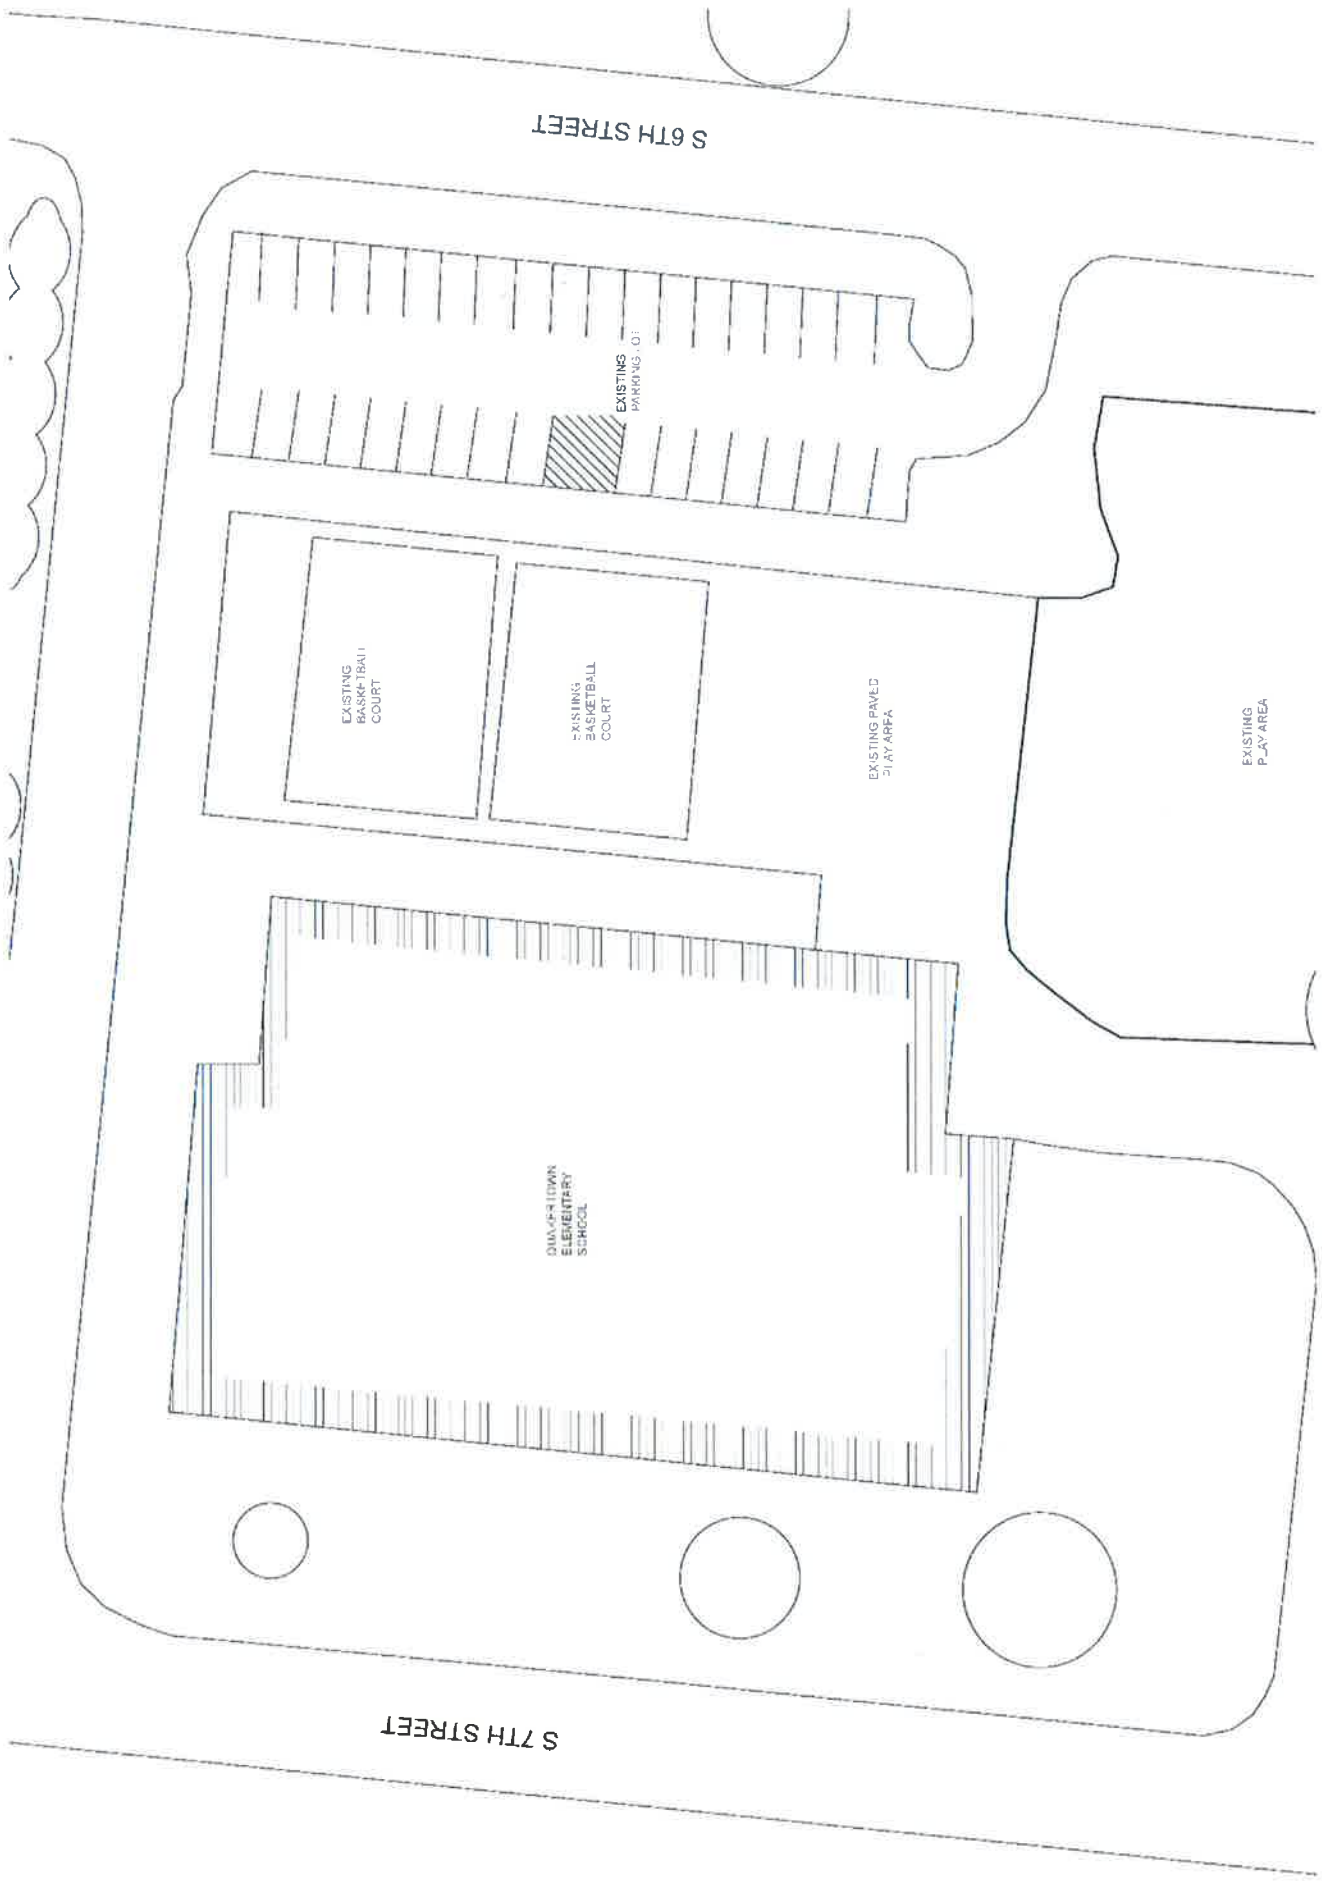 S 6TH STREET
EXISTING
PARKING
EXISTING
BASKETBALL
COURT
EXISTING
BASKETBALL
COURT
EXISTING PAVED
PLAY AREA
EXISTING
PLAY AREA
QUAKERTOWN
ELEMENTARY
SCHOOL
S 7TH STREET